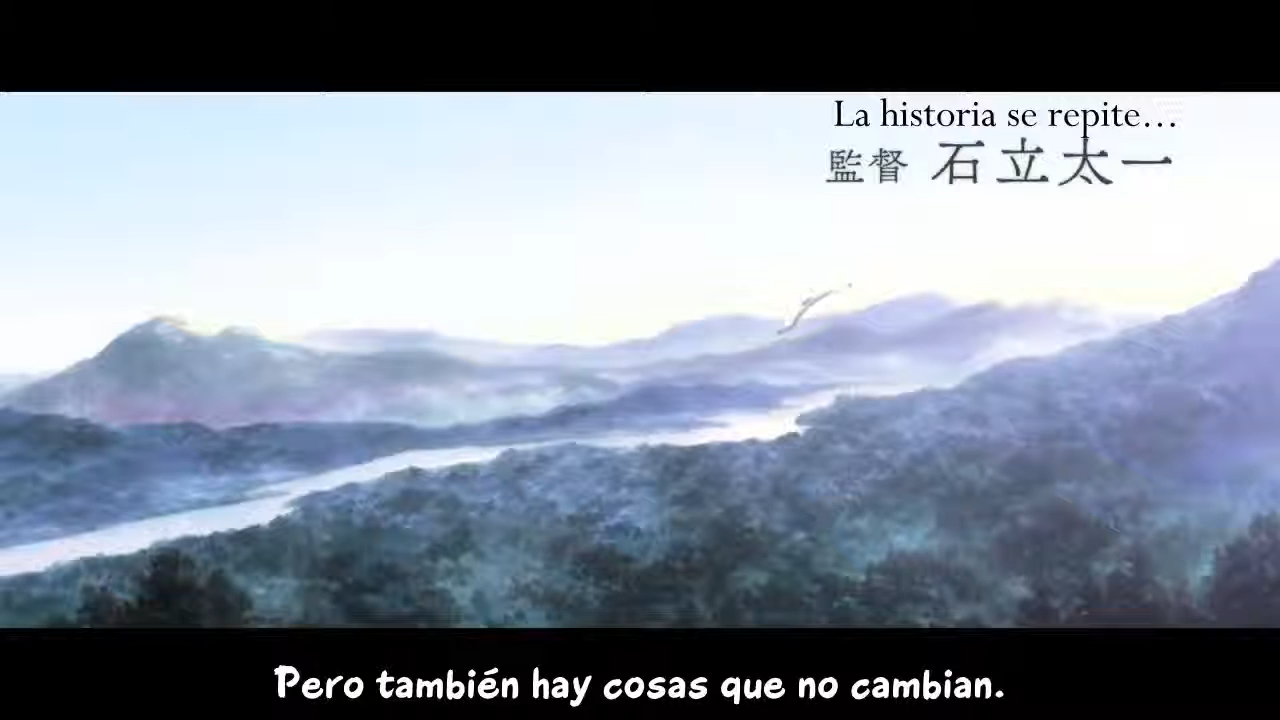 La historia se repite...
監督 石立太一
Pero también hay cosas que no cambian.